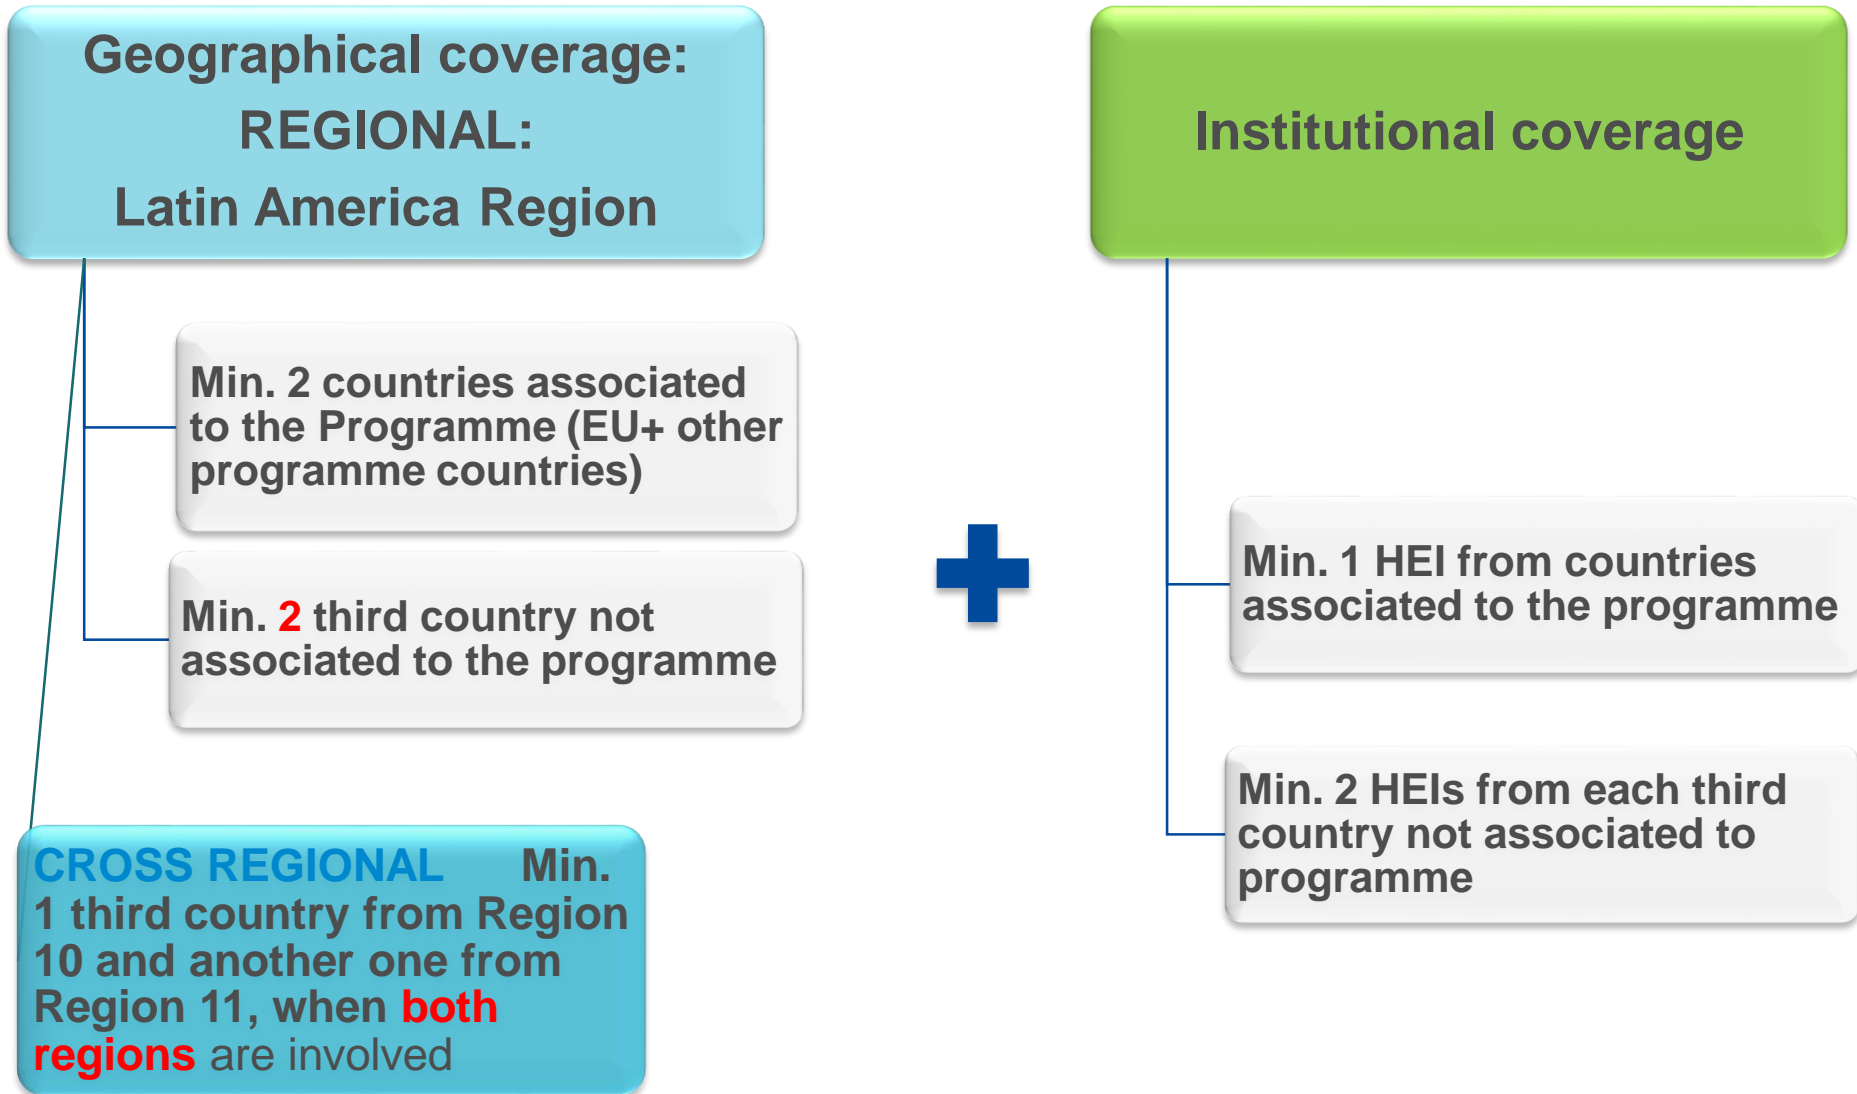 Geographical coverage:
REGIONAL:
Latin America Region
Min. 2 countries associated
to the Programme (EU+ other
programme countries)
Min. 2 third country not
associated to the programme
CROSS REGIONAL Min.
1 third country from Region
10 and another one from
Region 11, when both
regions are involved
Institutional coverage
Min. 1 HEI from countries
associated to the programme
Min. 2 HEIs from each third
country not associated to
programme